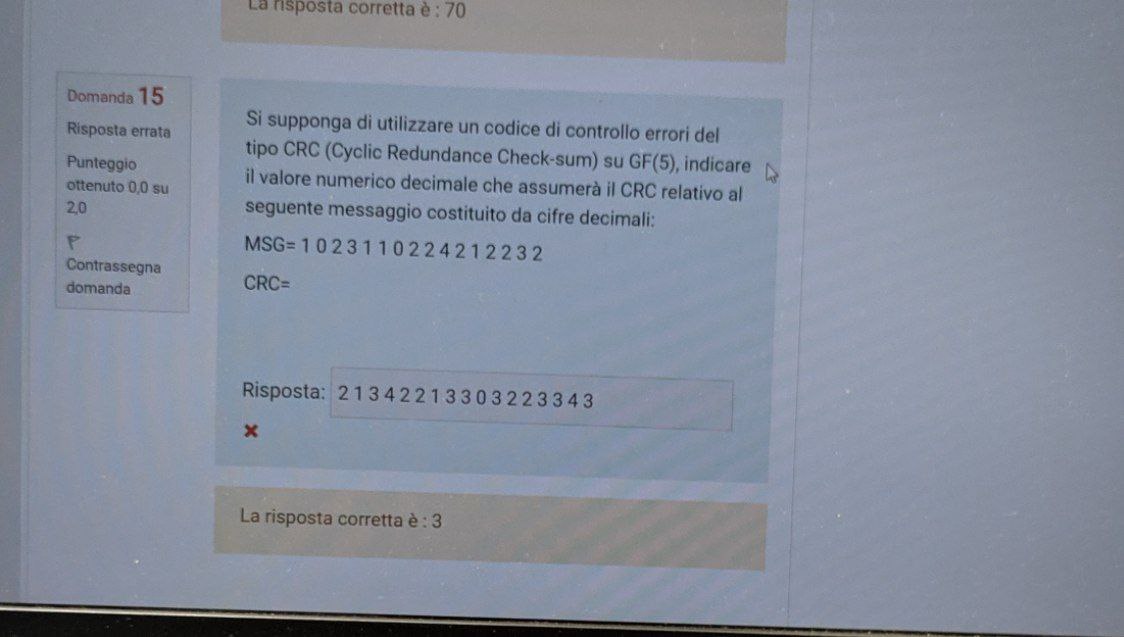 La risposta corretta è : 70
Domanda 15
Risposta errata
Punteggio
ottenuto 0,0 su
2,0
Contrassegna
domanda
Si supponga di utilizzare un codice di controllo errori del
tipo CRC (Cyclic Redundance Check-sum) su GF(5), indicare
il valore numerico decimale che assumerà il CRC relativo al
seguente messaggio costituito da cifre decimali:
MSG= 1 0 2 3 1 1 0 2 2 4 2 1 2 2 3 2
CRC=
Risposta: 2 1 3 4 2 2 1 3 3 0 3 2 2 3 3 4 3
La risposta corretta è : 3